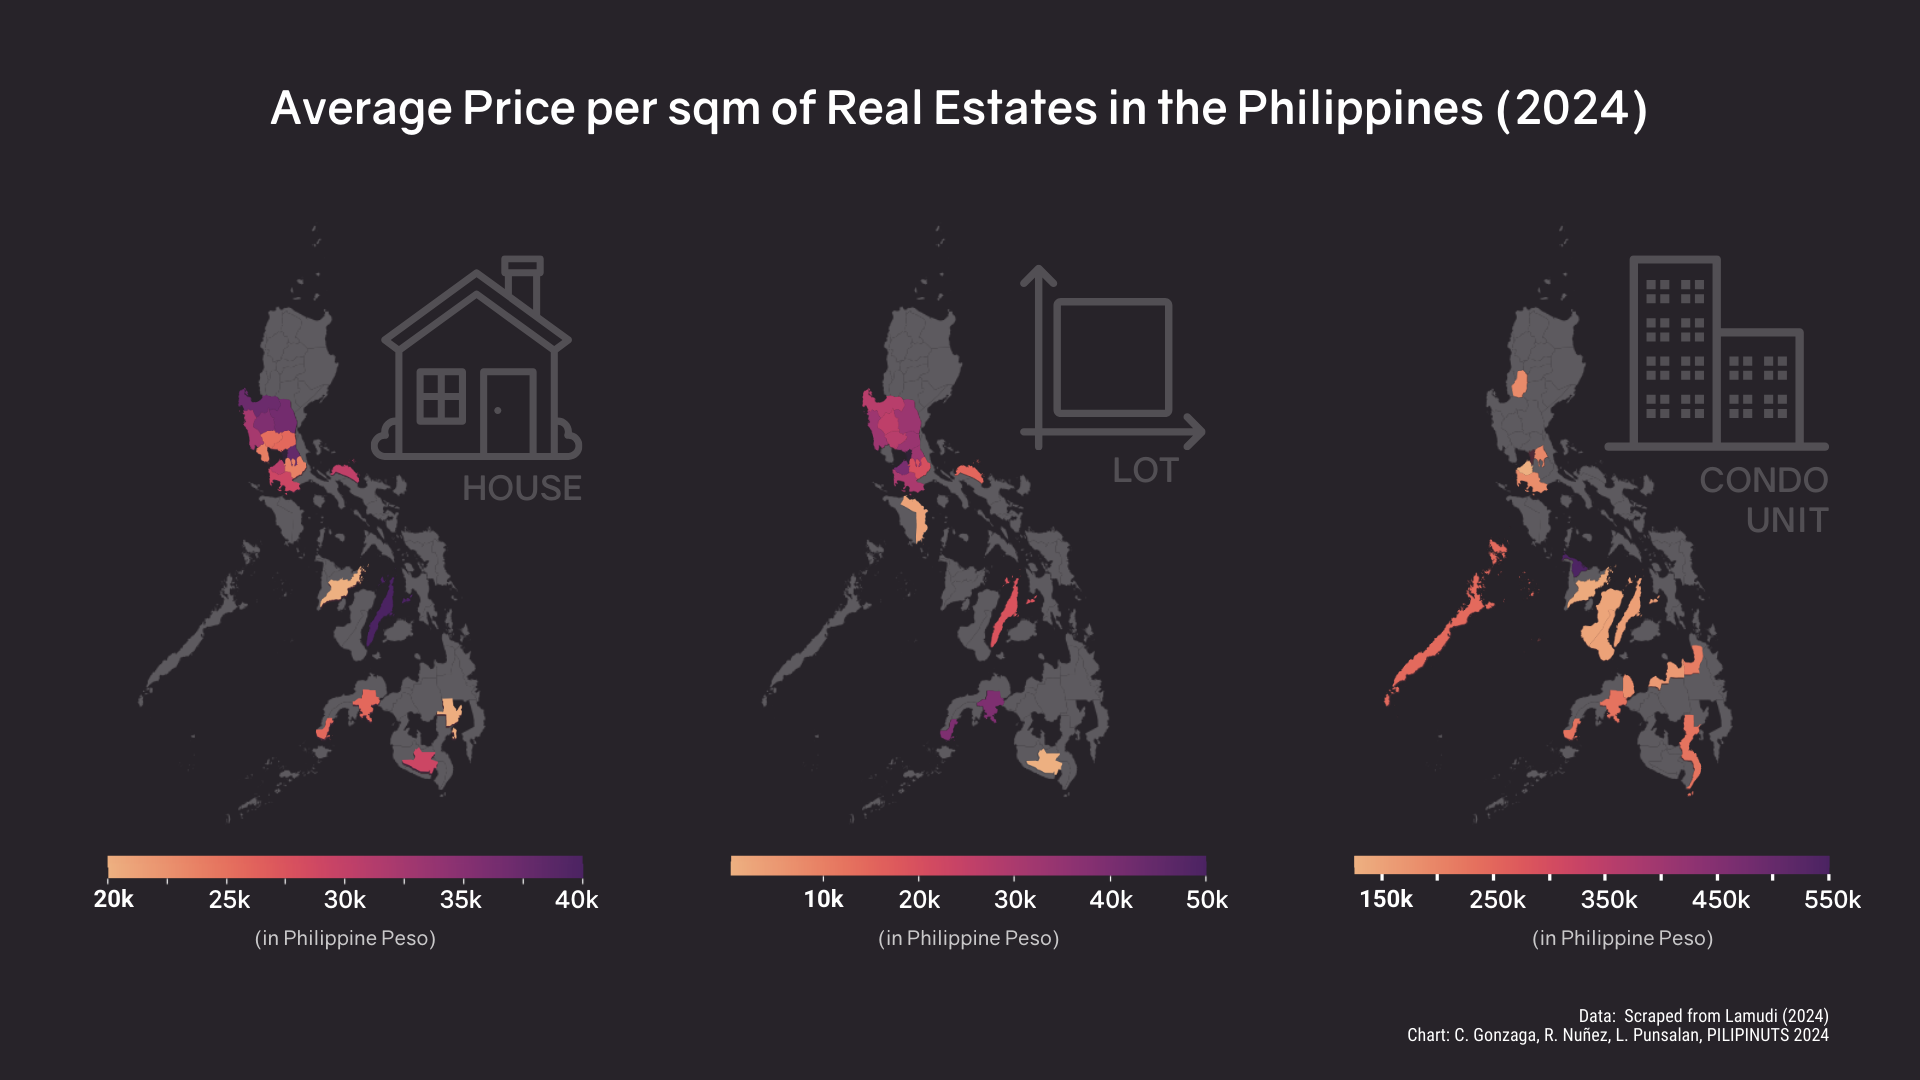 Average Price per sqm of Real Estates in the Philippines (2024)
HOUSE
LOT
CONDO
UNIT
20k 25k 30k 35k 40k
(in Philippine Peso)
10k 20k 30k 40k 50k
(in Philippine Peso)
150k 250k 350k 450k 550k
(in Philippine Peso)
Data: Scraped from Lamudi (2024)
Chart: C. Gonzaga, R. Nuñez, L. Punsalan, PILIPINUTS 2024